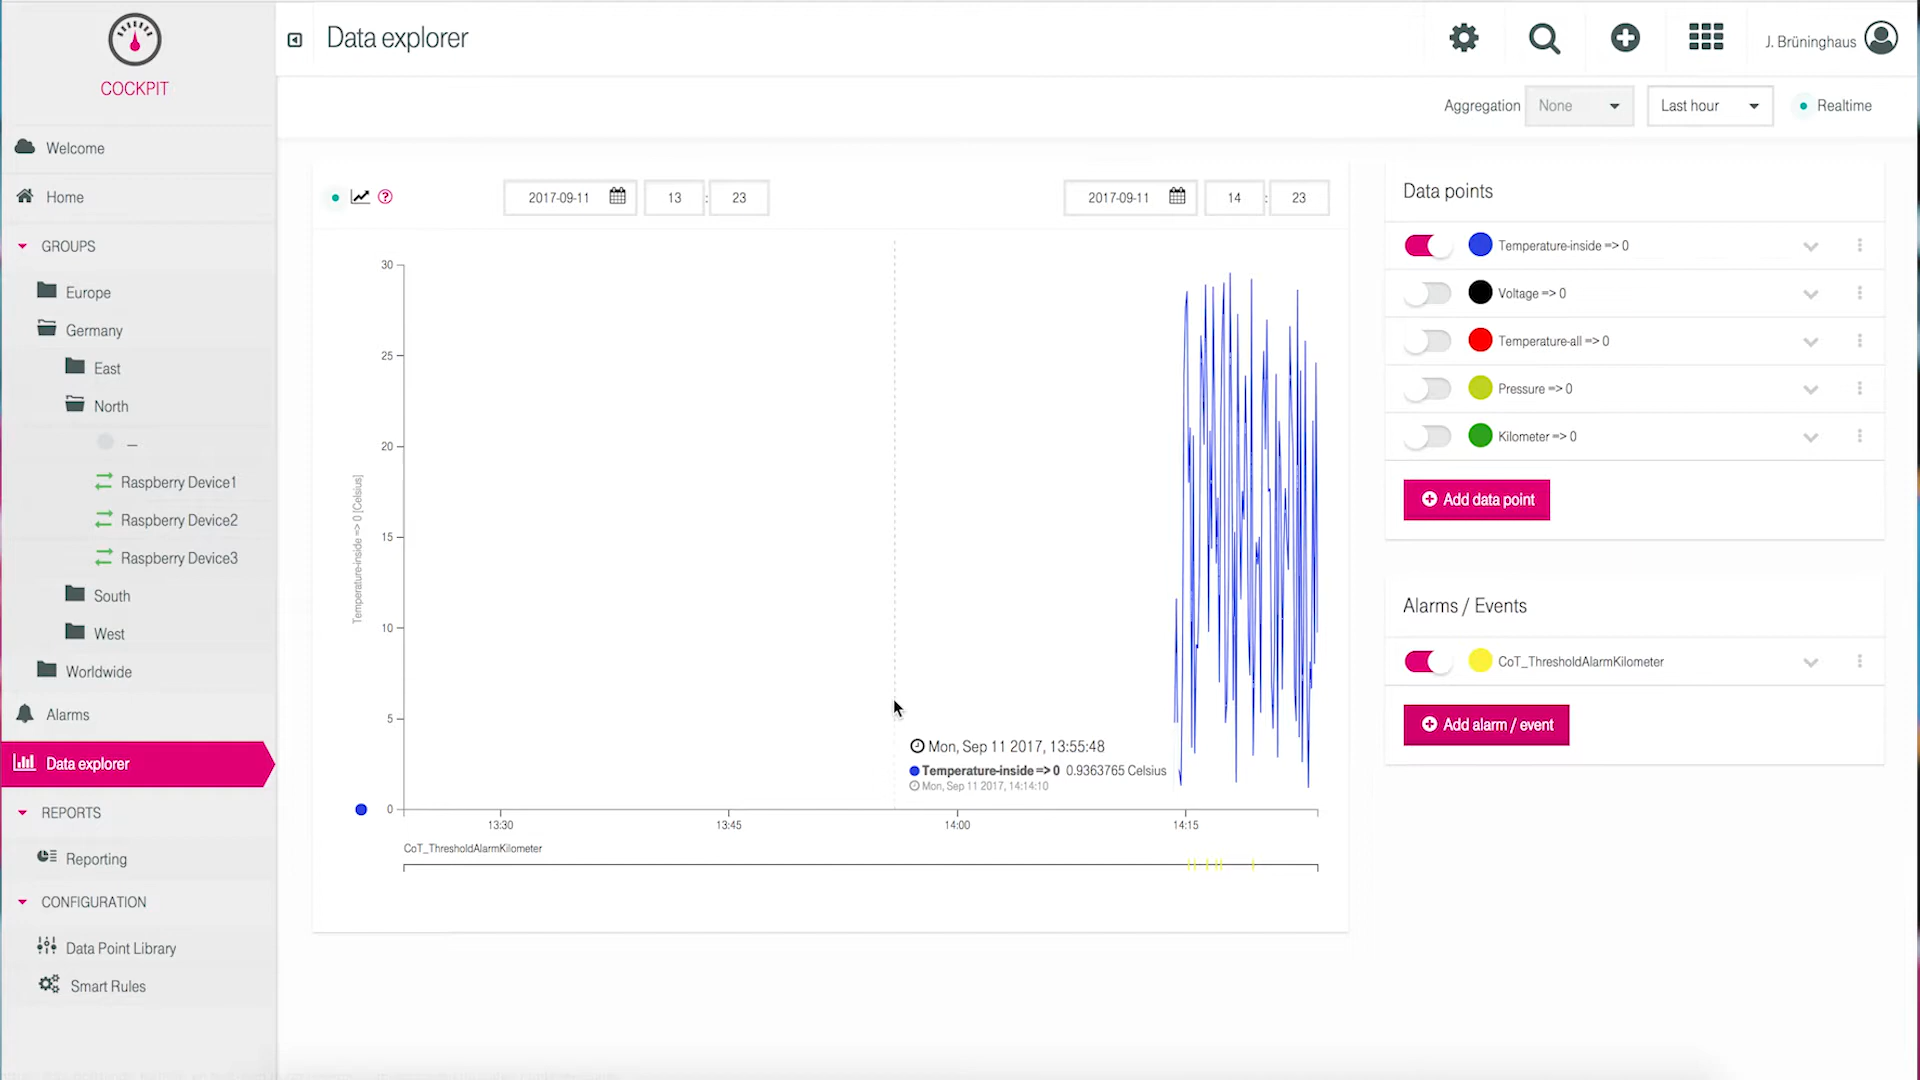 COCKPIT
Data explorer
J. Brüninghaus
Aggregation None Last hour Realtime
Welcome
Home
GROUPS
Europe
Germany
East
North
–
Raspberry Device1
Raspberry Device2
Raspberry Device3
South
West
Worldwide
Alarms
Data explorer
REPORTS
Reporting
CONFIGURATION
Data Point Library
Smart Rules
2017-09-11 13 : 23
2017-09-11 14 : 23
30
25
20
15
10
5
0
Temperature-inside => 0 [Celsius]
Mon, Sep 11 2017, 13:55:48
Temperature-inside => 0 0.9363765 Celsius
Mon, Sep 11 2017, 14:14:10
13:30 13:45 14:00 14:15
CoT_ThresholdAlarmKilometer
Data points
Temperature-inside => 0
Voltage => 0
Temperature-all => 0
Pressure => 0
Kilometer => 0
Add data point
Alarms / Events
CoT_ThresholdAlarmKilometer
Add alarm / event